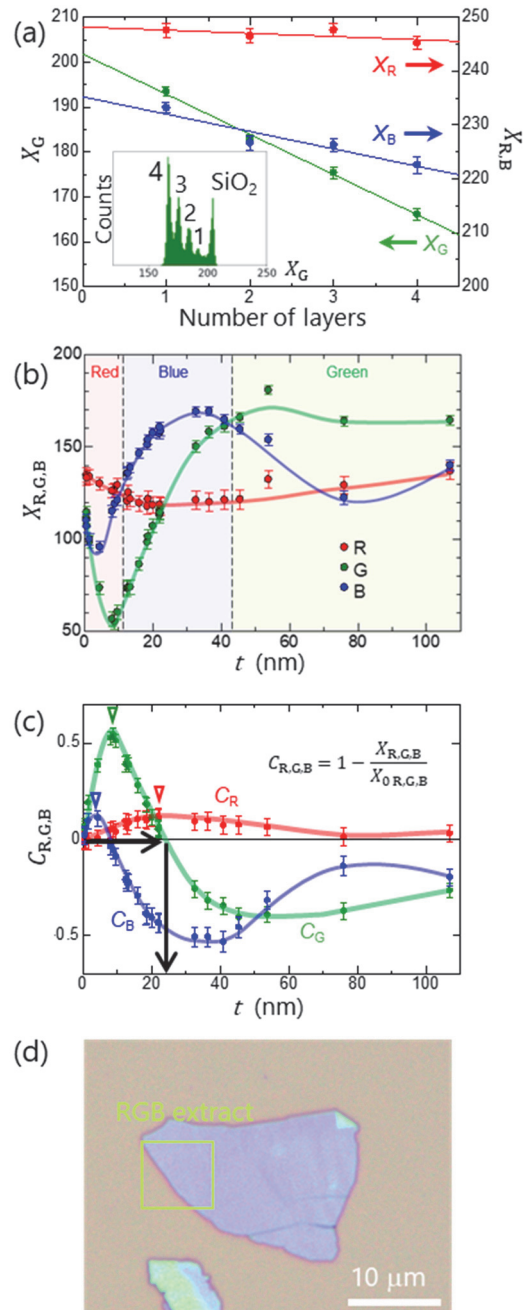 (a)
210
205
200
190
180
170
160
150
X_G
250
240
230
220
210
200
X_R,B
X_R
X_B
X_G
4
3
2
1
SiO2
Counts
150
200
250
X_G
0
1
2
3
4
Number of layers
(b)
Red
Blue
Green
200
150
100
50
X_R,G,B
R
G
B
0
20
40
60
80
100
t (nm)
(c)
0.5
0
-0.5
C_R,G,B
C_R,G,B = 1 - X_R,G,B / X_0 R,G,B
C_R
C_B
C_G
0
20
40
60
80
100
t (nm)
(d)
RGB extract
10 μm